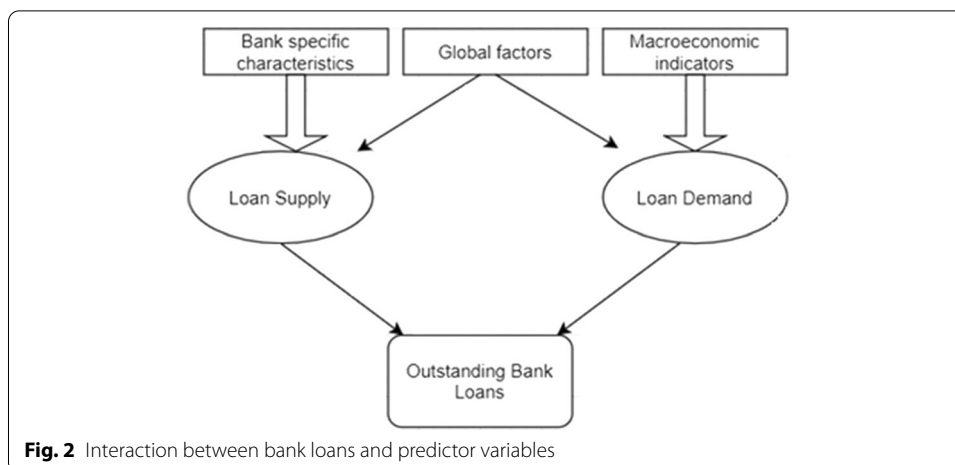 Bank specific
characteristics
Global factors
Macroeconomic
indicators
Loan Supply
Loan Demand
Outstanding Bank
Loans
Fig. 2 Interaction between bank loans and predictor variables